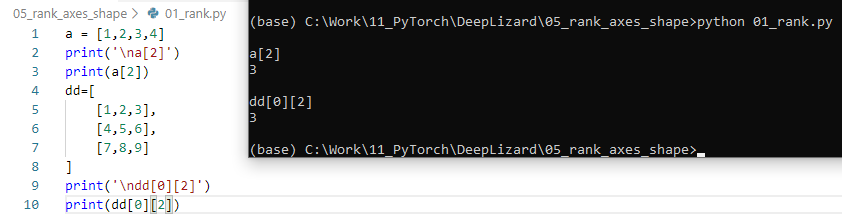 05_rank_axes_shape > 01_rank.py
1 a = [1,2,3,4]
2 print('\na[2]')
3 print(a[2])
4 dd=[
5 [1,2,3],
6 [4,5,6],
7 [7,8,9]
8 ]
9 print('\ndd[0][2]')
10 print(dd[0][2])
(base) C:\Work\11_PyTorch\DeepLizard\05_rank_axes_shape>python 01_rank.py
a[2]
3
dd[0][2]
3
(base) C:\Work\11_PyTorch\DeepLizard\05_rank_axes_shape>